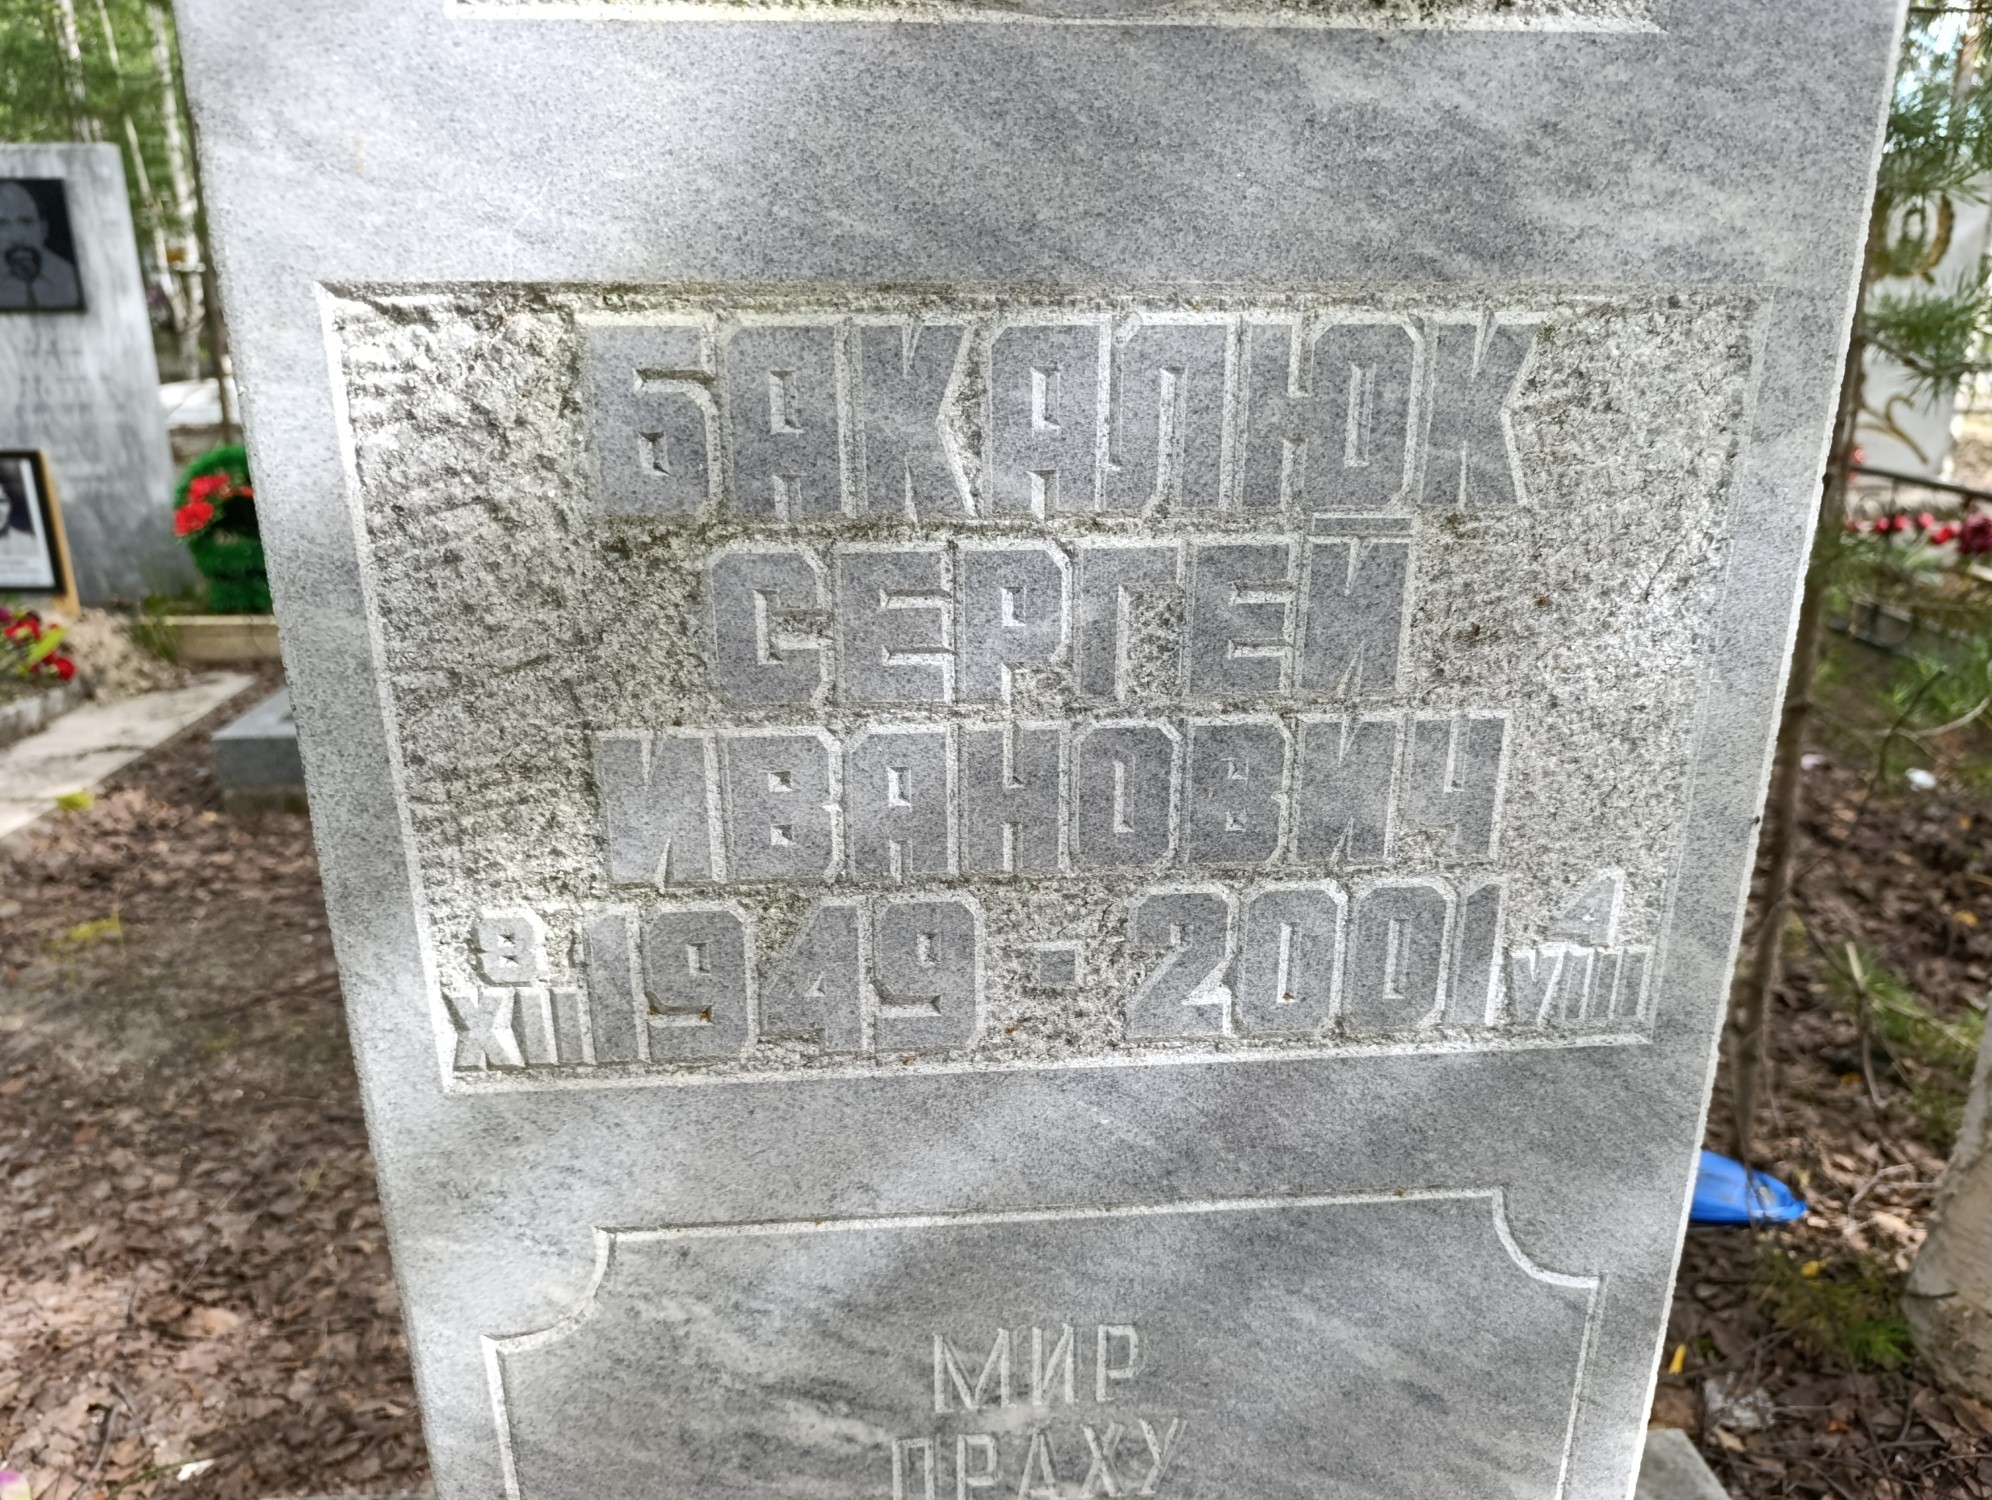 БАКАЛЮК
СЕРГЕЙ
ИВАНОВИЧ
8 XII 1949 - 2001 4 VIII
МИР
ПРАХУ